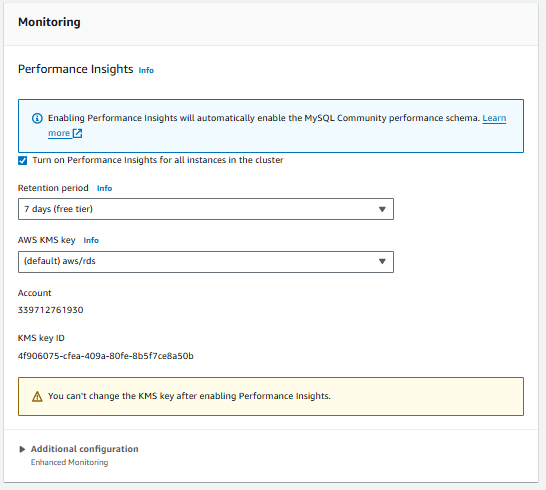 Monitoring
Performance Insights Info
Enabling Performance Insights will automatically enable the MySQL Community performance schema. Learn
more
Turn on Performance Insights for all instances in the cluster
Retention period Info
7 days (free tier)
AWS KMS key Info
(default) aws/rds
Account
339712761930
KMS key ID
4f906075-cfea-409a-80fe-8b5f7ce8a50b
You can't change the KMS key after enabling Performance Insights.
Additional configuration
Enhanced Monitoring